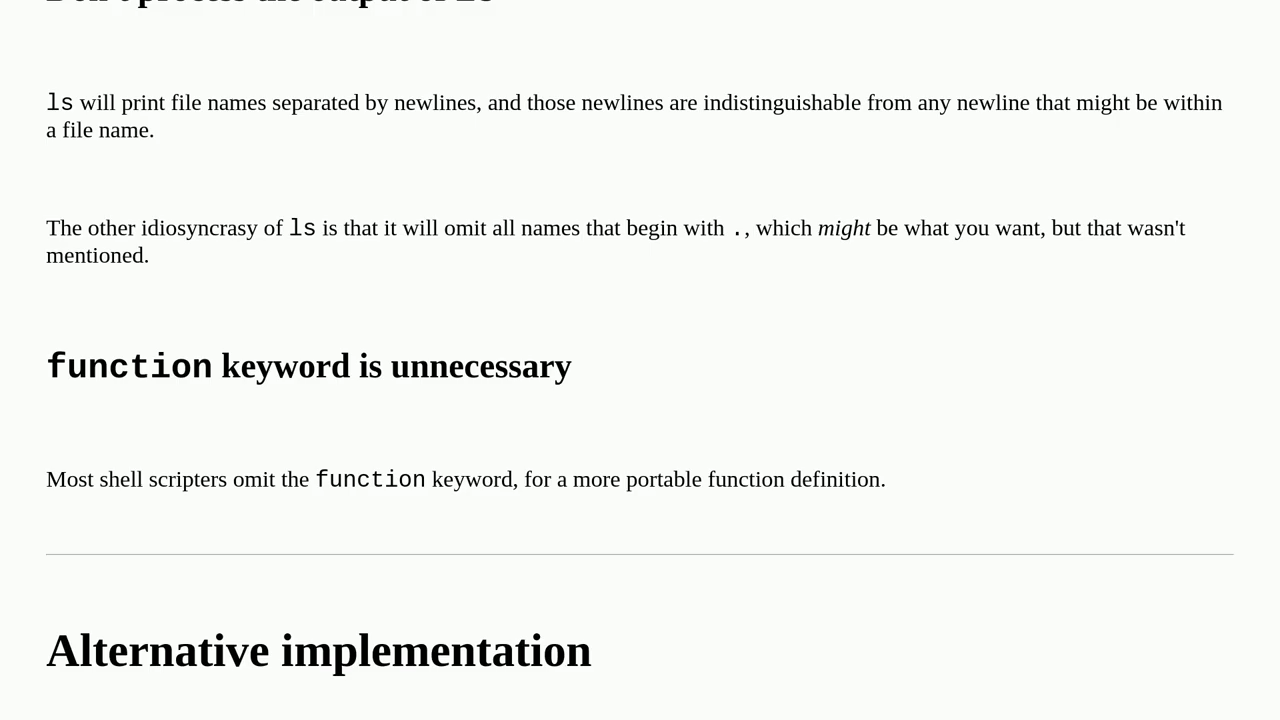 Don't process the output of ls
ls will print file names separated by newlines, and those newlines are indistinguishable from any newline that might be within
a file name.
The other idiosyncrasy of ls is that it will omit all names that begin with ., which might be what you want, but that wasn't
mentioned.
function keyword is unnecessary
Most shell scripters omit the function keyword, for a more portable function definition.
Alternative implementation